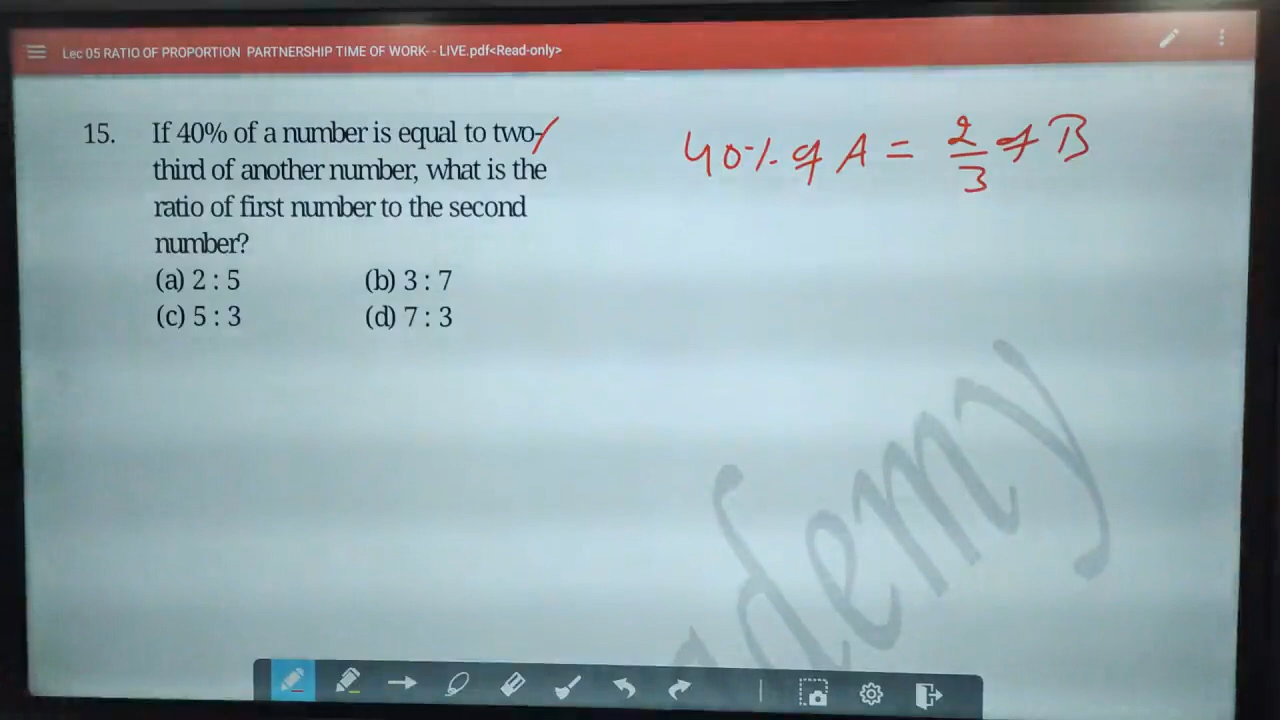 Lec 05 RATIO OF PROPORTION PARTNERSHIP TIME OF WORK- - LIVE.pdf<Read-only>
15. If 40% of a number is equal to two-
third of another number, what is the
ratio of first number to the second
number?
(a) 2 : 5 (b) 3 : 7
(c) 5 : 3 (d) 7 : 3
40% of A = 2/3 of B
ademy